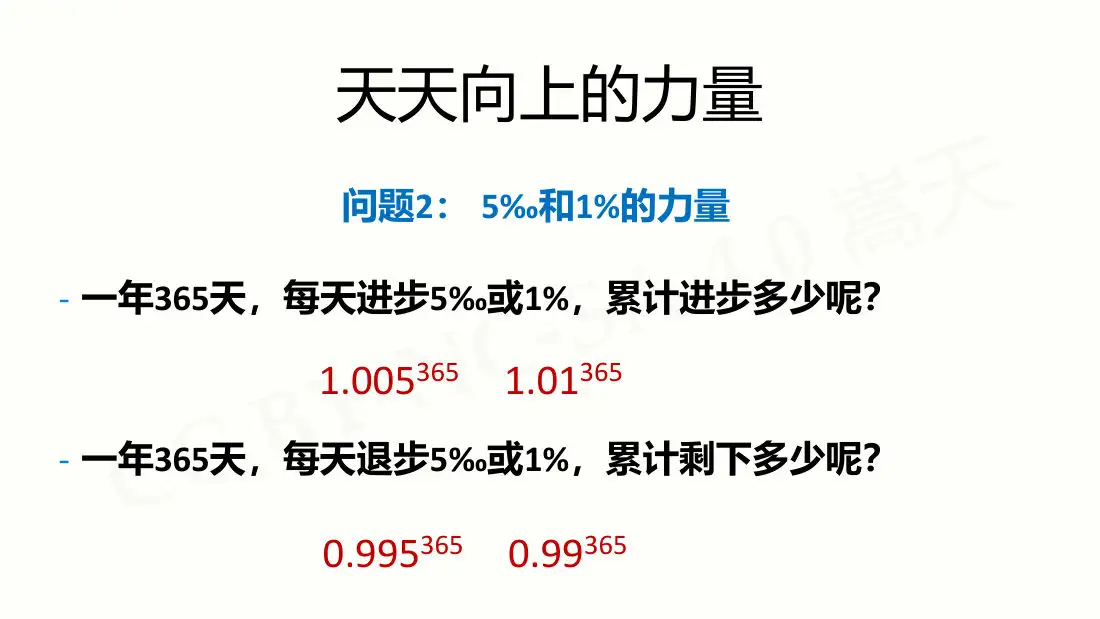 天天向上的力量
问题2： 5‰和1%的力量
- 一年365天，每天进步5‰或1%，累计进步多少呢？
1.005³⁶⁵ 1.01³⁶⁵
- 一年365天，每天退步5‰或1%，累计剩下多少呢？
0.995³⁶⁵ 0.99³⁶⁵
嵩天